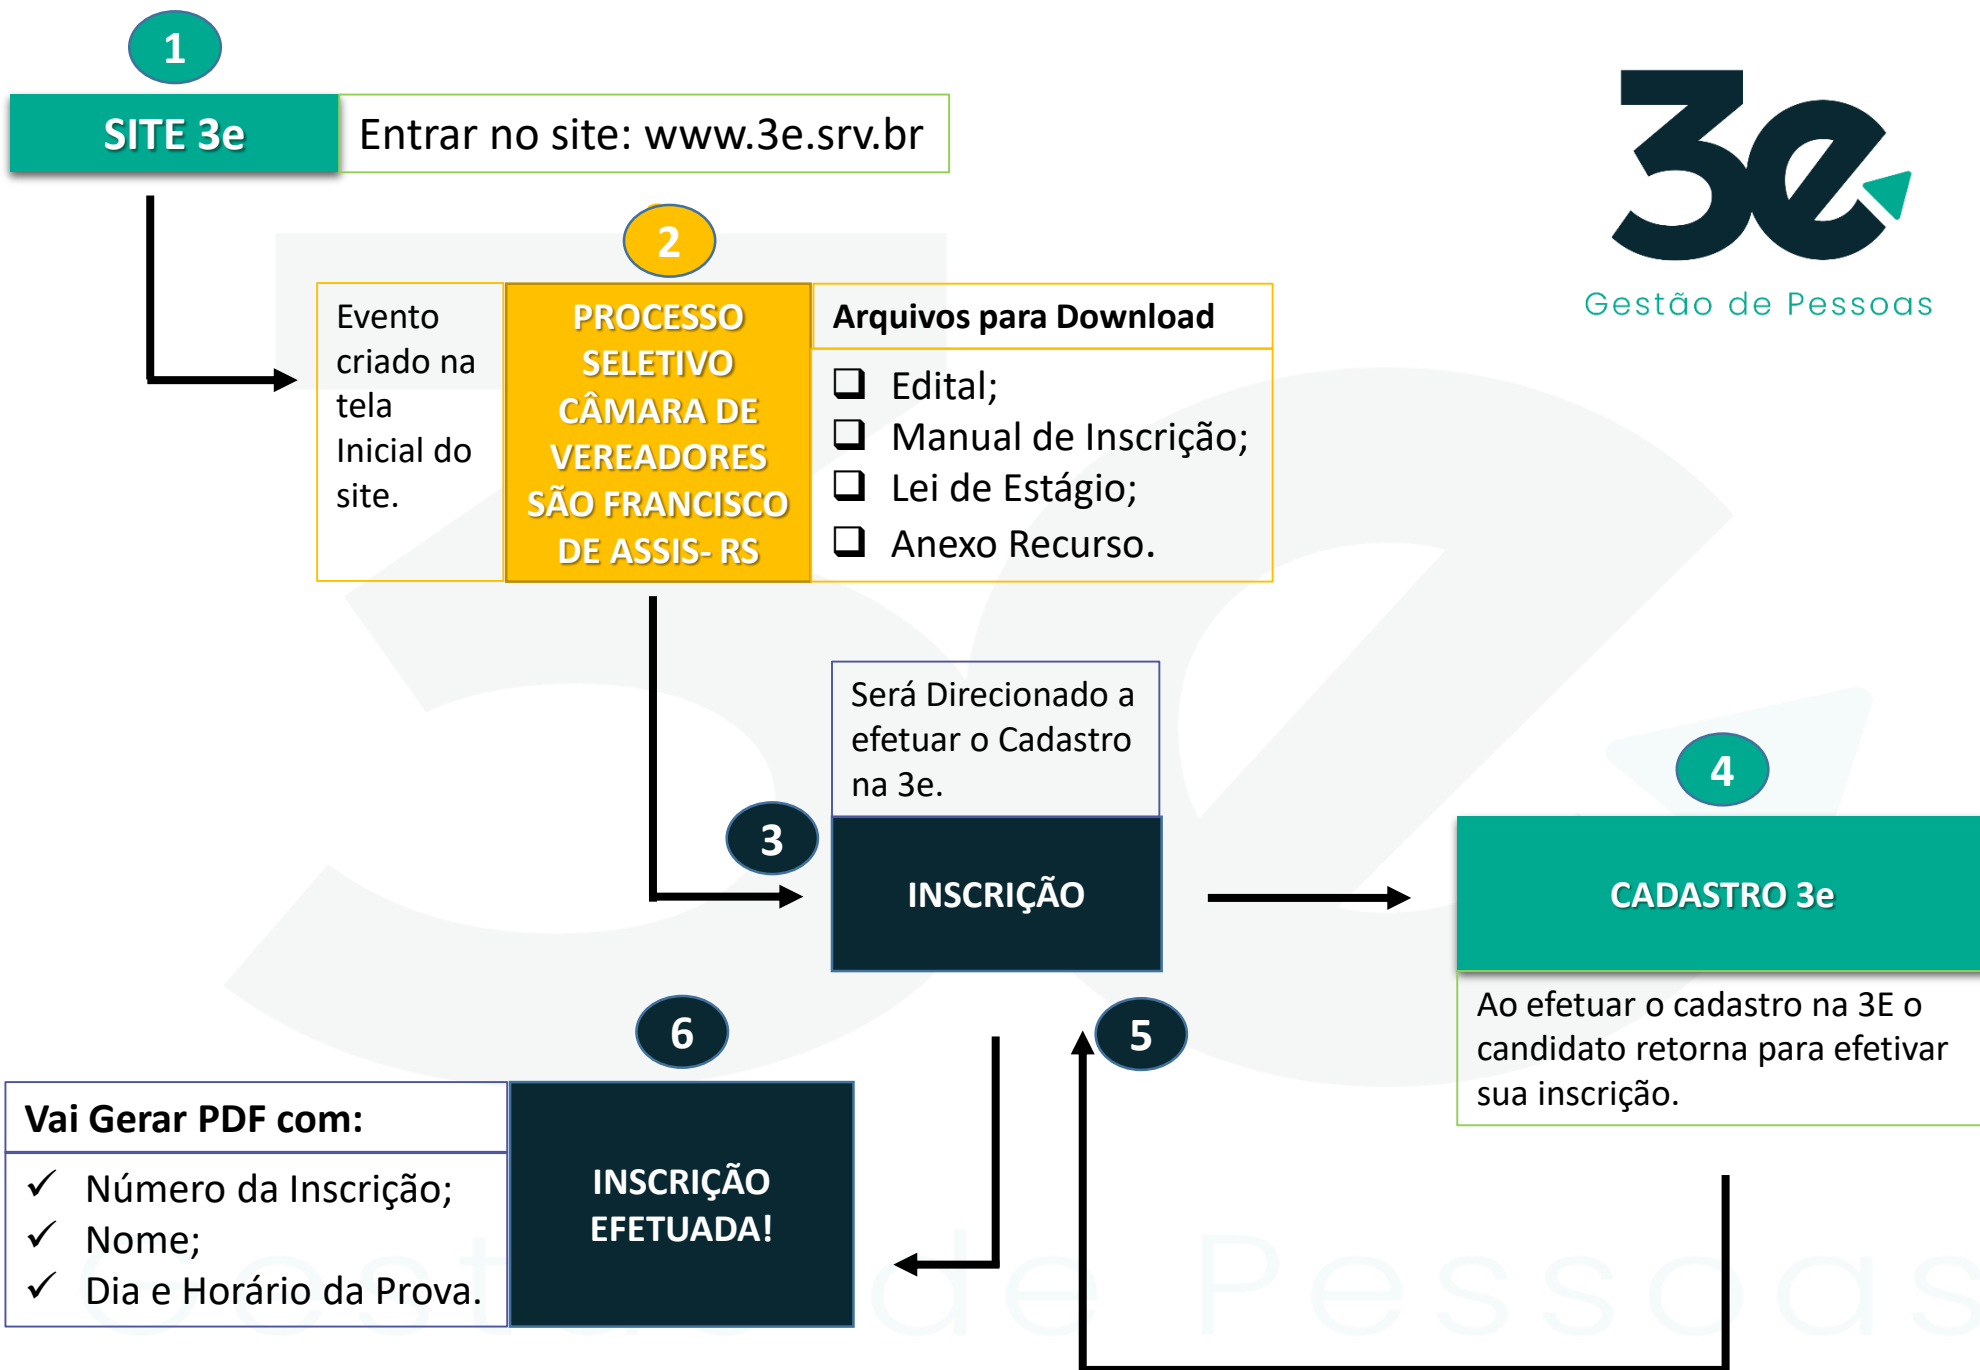 1
SITE 3e
Entrar no site: www.3e.srv.br
3e
Gestão de Pessoas
2
Evento
criado na
tela
Inicial do
site.
PROCESSO
SELETIVO
CÂMARA DE
VEREADORES
SÃO FRANCISCO
DE ASSIS- RS
Arquivos para Download
Edital;
Manual de Inscrição;
Lei de Estágio;
Anexo Recurso.
Será Direcionado a
efetuar o Cadastro
na 3e.
3
INSCRIÇÃO
4
CADASTRO 3e
Ao efetuar o cadastro na 3E o
candidato retorna para efetivar
sua inscrição.
5
6
INSCRIÇÃO
EFETUADA!
Vai Gerar PDF com:
Número da Inscrição;
Nome;
Dia e Horário da Prova.
3e
Gestão de Pessoas